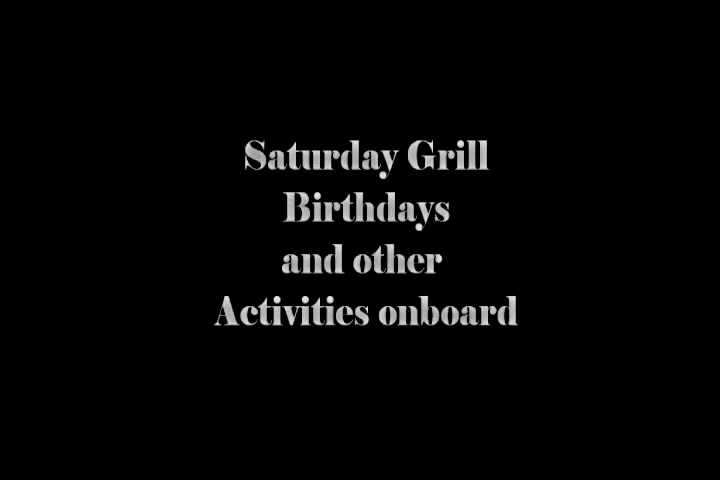 Saturday Grill
Birthdays
and other
Activities onboard